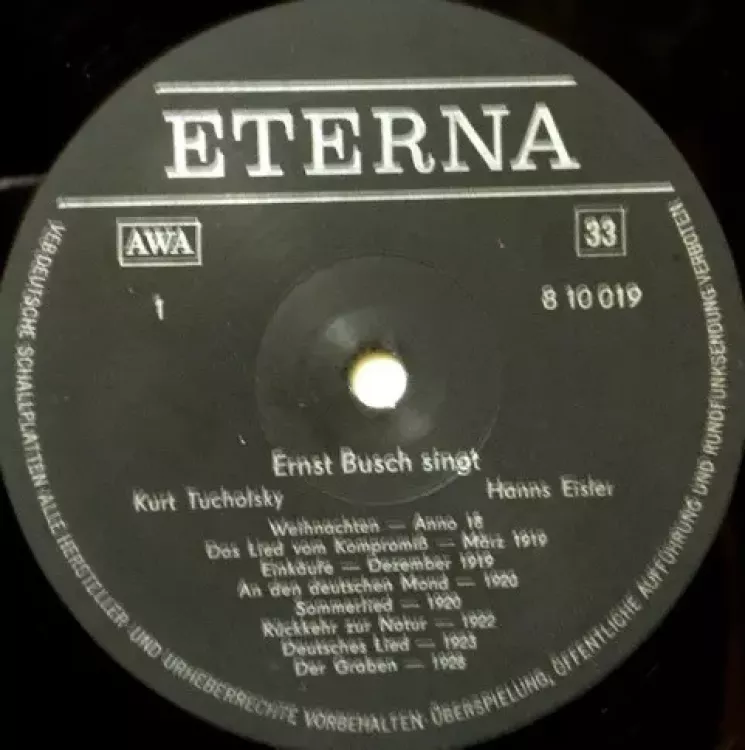 ETERNA
AWA
33
1
8 10 019
Ernst Busch singt
Kurt Tucholsky
Hanns Eisler
Weihnachten — Anno 18
Das Lied vom Kompromiß — März 1919
Einkäufe — Dezember 1919
An den deutschen Mond — 1920
Sommerlied — 1920
Rückkehr zur Natur — 1922
Deutsches Lied — 1923
Der Graben — 1928
VEB DEUTSCHE SCHALLPLATTEN · ALLE HERSTELLER- UND URHEBERRECHTE VORBEHALTEN. ÜBERSPIELUNG, ÖFFENTLICHE AUFFÜHRUNG UND RUNDFUNKSENDUNG VERBOTEN!